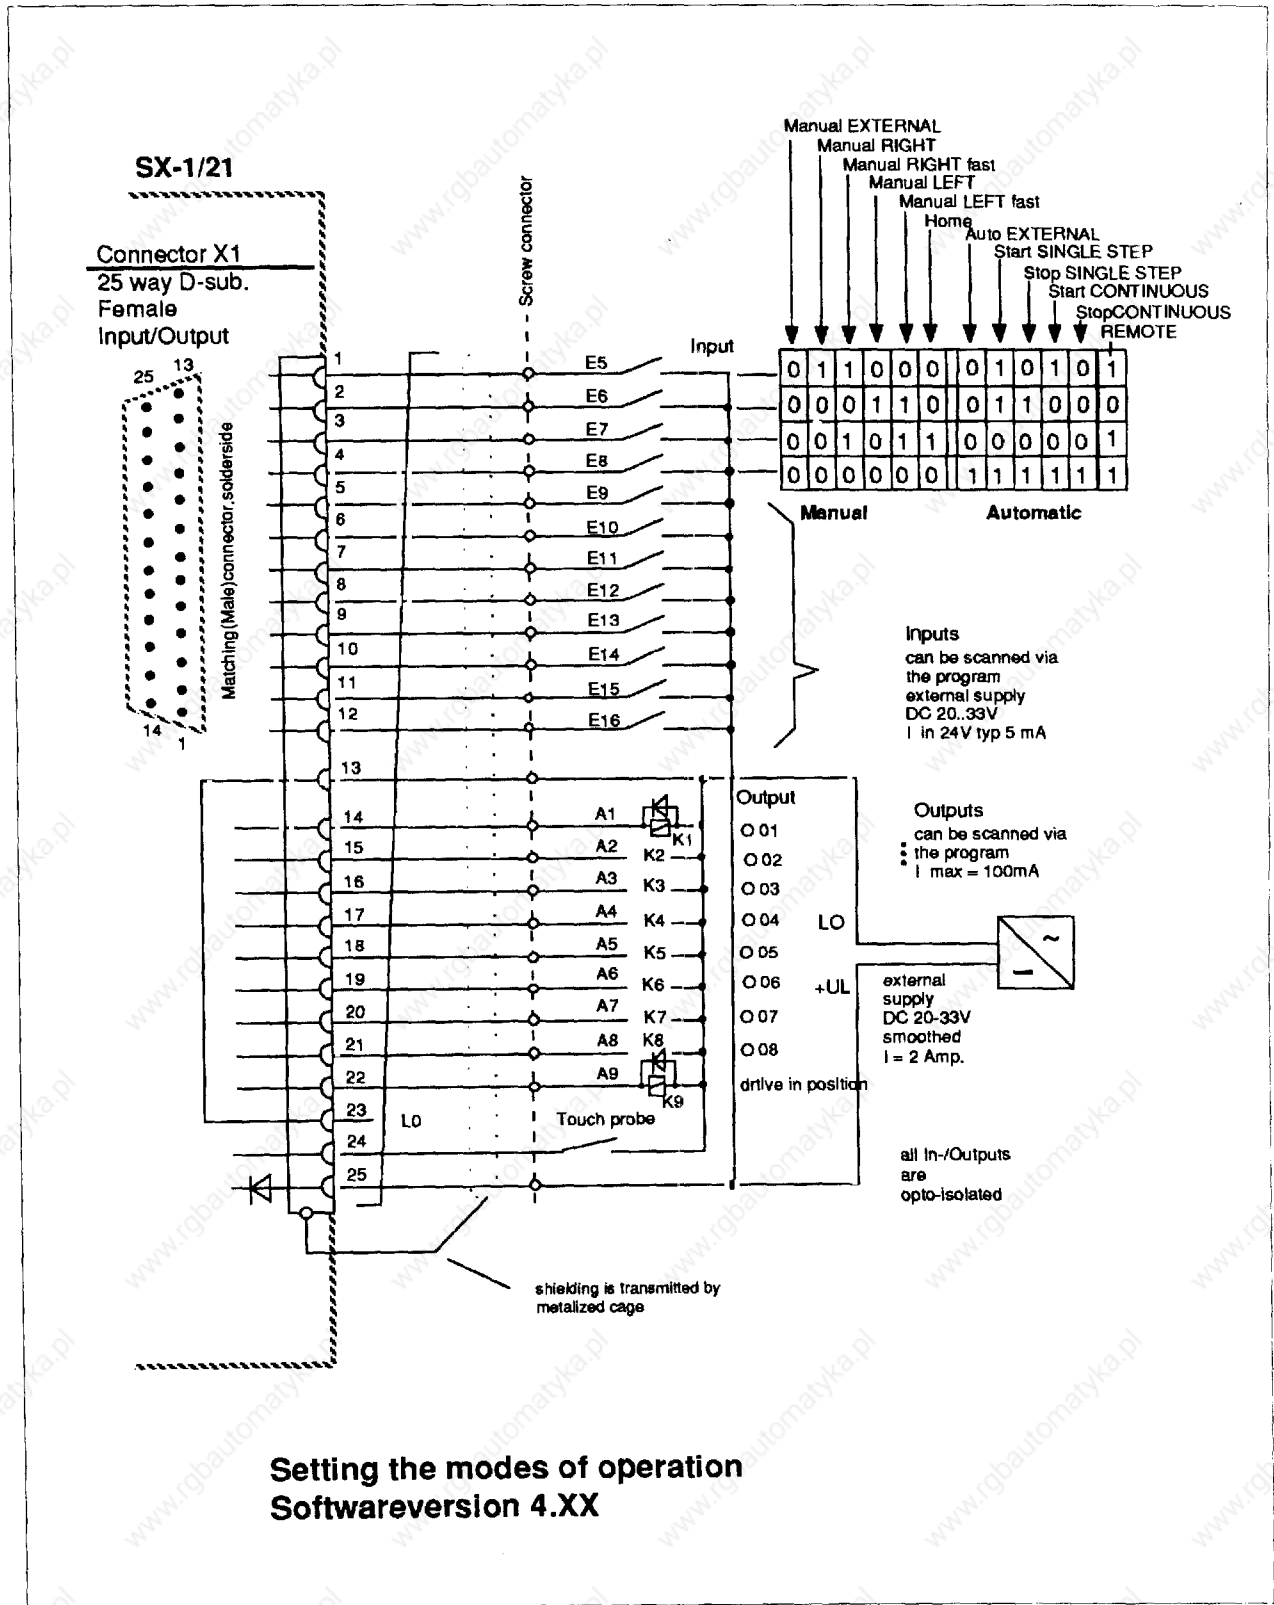 SX-1/21
Connector X1
25 way D-sub.
Female
Input/Output
25
13
14
1
Matching(Male)connector,solderside
Screw connector
Manual EXTERNAL
Manual RIGHT
Manual RIGHT fast
Manual LEFT
Manual LEFT fast
Home
Auto EXTERNAL
Start SINGLE STEP
Stop SINGLE STEP
Start CONTINUOUS
StopCONTINUOUS
REMOTE
Input
0 1 1 0 0 0 0 1 0 1 0 1
0 0 0 1 1 0 0 1 1 0 0 0
0 0 1 0 1 1 0 0 0 0 0 1
0 0 0 0 0 0 1 1 1 1 1 1
Manual
Automatic
1 E5
2 E6
3 E7
4 E8
5 E9
6 E10
7 E11
8 E12
9 E13
10 E14
11 E15
12 E16
13
Inputs
can be scanned via
the program
external supply
DC 20..33V
I in 24V typ 5 mA
Output
14 A1 K1 O 01
15 A2 K2 O 02
16 A3 K3 O 03
17 A4 K4 O 04
18 A5 K5 O 05
19 A6 K6 O 06
20 A7 K7 O 07
21 A8 K8 O 08
22 A9 K9 drtive in position
23 L0
24 Touch probe
25
Outputs
can be scanned via
the program
I max = 100mA
LO
+UL
~
external
supply
DC 20-33V
smoothed
I = 2 Amp.
all In-/Outputs
are
opto-isolated
shielding is transmitted by
metalized cage
Setting the modes of operation
Softwareversion 4.XX
www.rgbautomatyka.pl